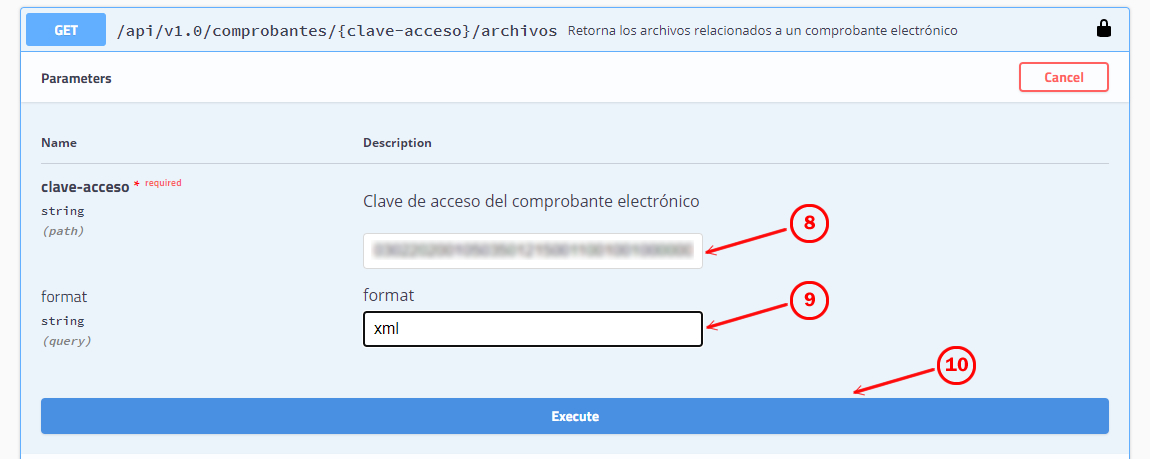 GET /api/v1.0/comprobantes/{clave-acceso}/archivos Retorna los archivos relacionados a un comprobante electrónico
Parameters Cancel
Name Description
clave-acceso * required
string
(path)
Clave de acceso del comprobante electrónico
8
format
string
(query)
format
xml
9
10
Execute